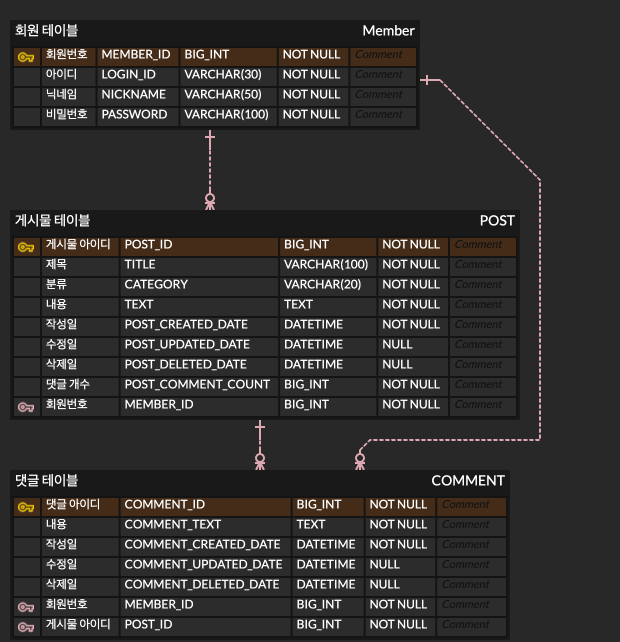 회원 테이블 Member
회원번호 MEMBER_ID BIG_INT NOT NULL Comment
아이디 LOGIN_ID VARCHAR(30) NOT NULL Comment
닉네임 NICKNAME VARCHAR(50) NOT NULL Comment
비밀번호 PASSWORD VARCHAR(100) NOT NULL Comment
게시물 테이블 POST
게시물 아이디 POST_ID BIG_INT NOT NULL Comment
제목 TITLE VARCHAR(100) NOT NULL Comment
분류 CATEGORY VARCHAR(20) NOT NULL Comment
내용 TEXT TEXT NOT NULL Comment
작성일 POST_CREATED_DATE DATETIME NOT NULL Comment
수정일 POST_UPDATED_DATE DATETIME NULL Comment
삭제일 POST_DELETED_DATE DATETIME NULL Comment
댓글 개수 POST_COMMENT_COUNT BIG_INT NOT NULL Comment
회원번호 MEMBER_ID BIG_INT NOT NULL Comment
댓글 테이블 COMMENT
댓글 아이디 COMMENT_ID BIG_INT NOT NULL Comment
내용 COMMENT_TEXT TEXT NOT NULL Comment
작성일 COMMENT_CREATED_DATE DATETIME NOT NULL Comment
수정일 COMMENT_UPDATED_DATE DATETIME NULL Comment
삭제일 COMMENT_DELETED_DATE DATETIME NULL Comment
회원번호 MEMBER_ID BIG_INT NOT NULL Comment
게시물 아이디 POST_ID BIG_INT NOT NULL Comment